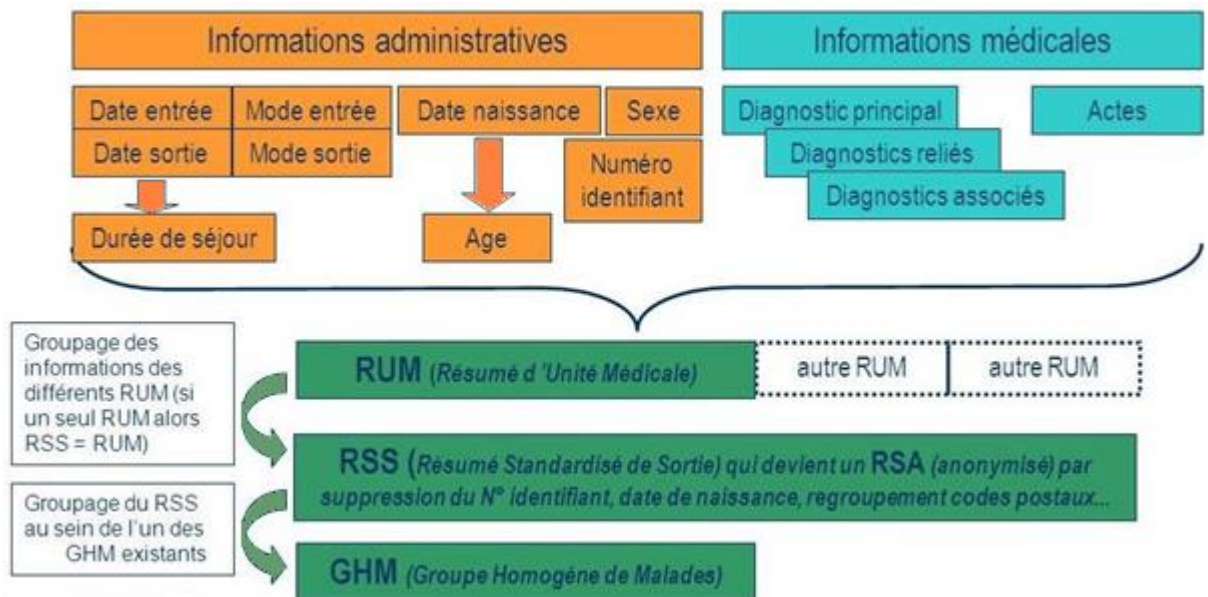 Informations administratives
Informations médicales
Date entrée
Mode entrée
Date naissance
Sexe
Diagnostic principal
Actes
Date sortie
Mode sortie
Numéro
identifiant
Diagnostics reliés
Diagnostics associés
Durée de séjour
Age
Groupage des
informations des
différents RUM (si
un seul RUM alors
RSS = RUM)
RUM (Résumé d 'Unité Médicale)
autre RUM
autre RUM
RSS (Résumé Standardisé de Sortie) qui devient un RSA (anonymisé) par
suppression du N° identifiant, date de naissance, regroupement codes postaux...
Groupage du RSS
au sein de l'un des
GHM existants
GHM (Groupe Homogéne de Malades)